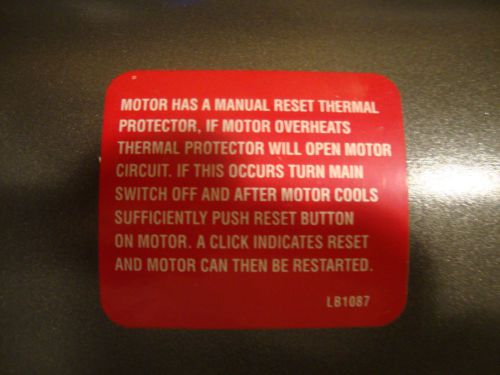 MOTOR HAS A MANUAL RESET THERMAL
PROTECTOR, IF MOTOR OVERHEATS
THERMAL PROTECTOR WILL OPEN MOTOR
CIRCUIT. IF THIS OCCURS TURN MAIN
SWITCH OFF AND AFTER MOTOR COOLS
SUFFICIENTLY PUSH RESET BUTTON
ON MOTOR. A CLICK INDICATES RESET
AND MOTOR CAN THEN BE RESTARTED.
LB1087